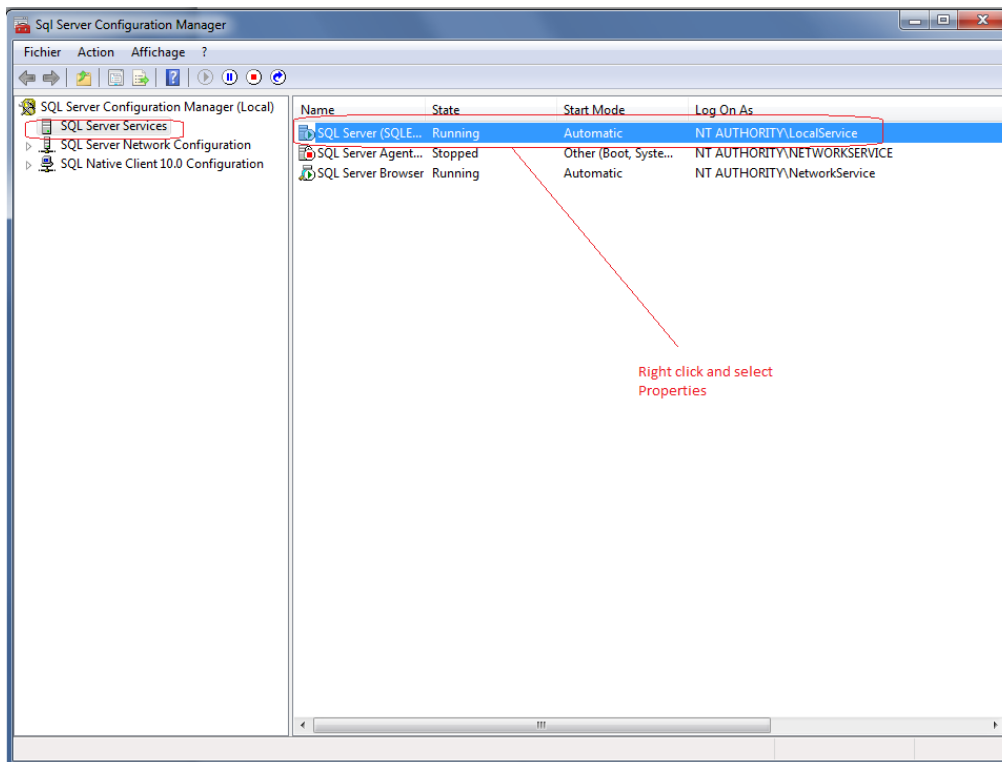 Sql Server Configuration Manager
Fichier Action Affichage ?
SQL Server Configuration Manager (Local)
SQL Server Services
SQL Server Network Configuration
SQL Native Client 10.0 Configuration
Name State Start Mode Log On As
SQL Server (SQLE... Running Automatic NT AUTHORITY\LocalService
SQL Server Agent... Stopped Other (Boot, Syste... NT AUTHORITY\NETWORKSERVICE
SQL Server Browser Running Automatic NT AUTHORITY\NetworkService
Right click and select
Properties